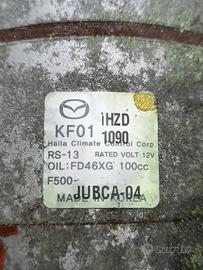 iHZD
KF01 1090
Halla Climate Control Corp.
RS-13 RATED VOLT 12V
OIL:FD46XG 100cc
F500-
JUBCA-04
MADE IN KOREA
subito